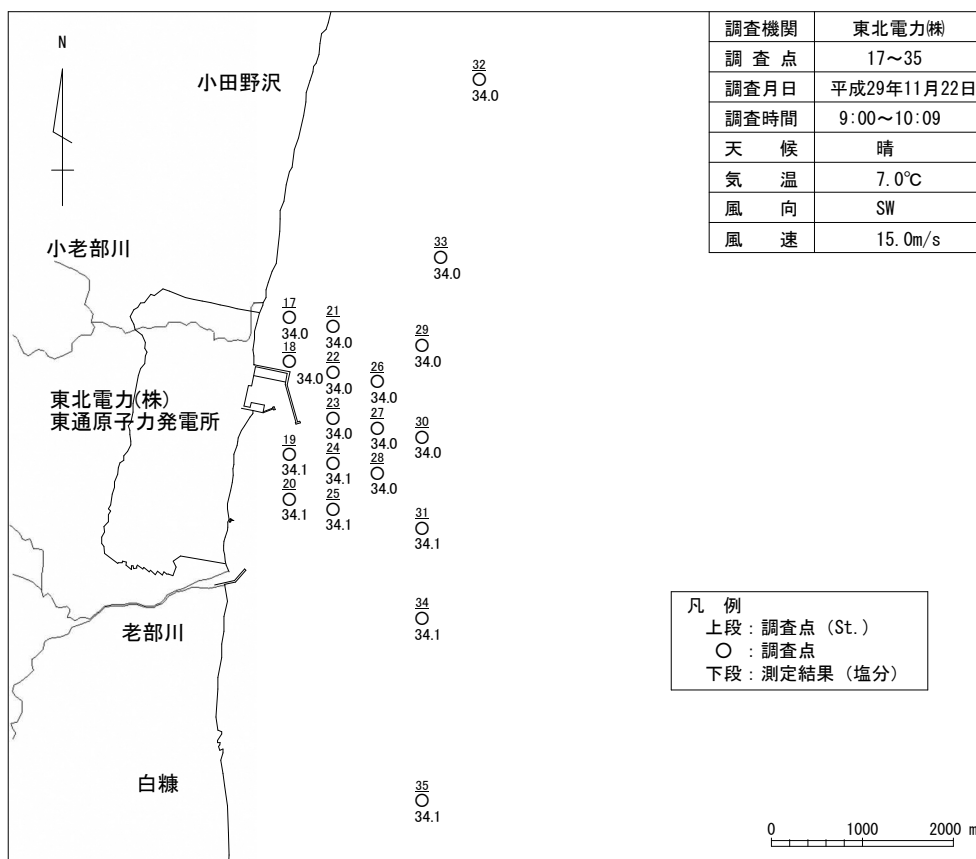 調査機関 東北電力㈱
調査点 17～35
調査月日 平成29年11月22日
調査時間 9:00～10:09
天候 晴
気温 7.0℃
風向 SW
風速 15.0m/s
N
小田野沢
32
34.0
小老部川
33
34.0
17
34.0
21
34.0
18
34.0
22
34.0
29
34.0
26
34.0
東北電力(株)
東通原子力発電所
23
34.0
27
34.0
30
34.0
19
34.1
24
34.1
28
34.0
20
34.1
25
34.1
31
34.1
34
34.1
老部川
凡 例
上段：調査点（St.）
○ ：調査点
下段：測定結果（塩分）
白糠
35
34.1
0 1000 2000 m